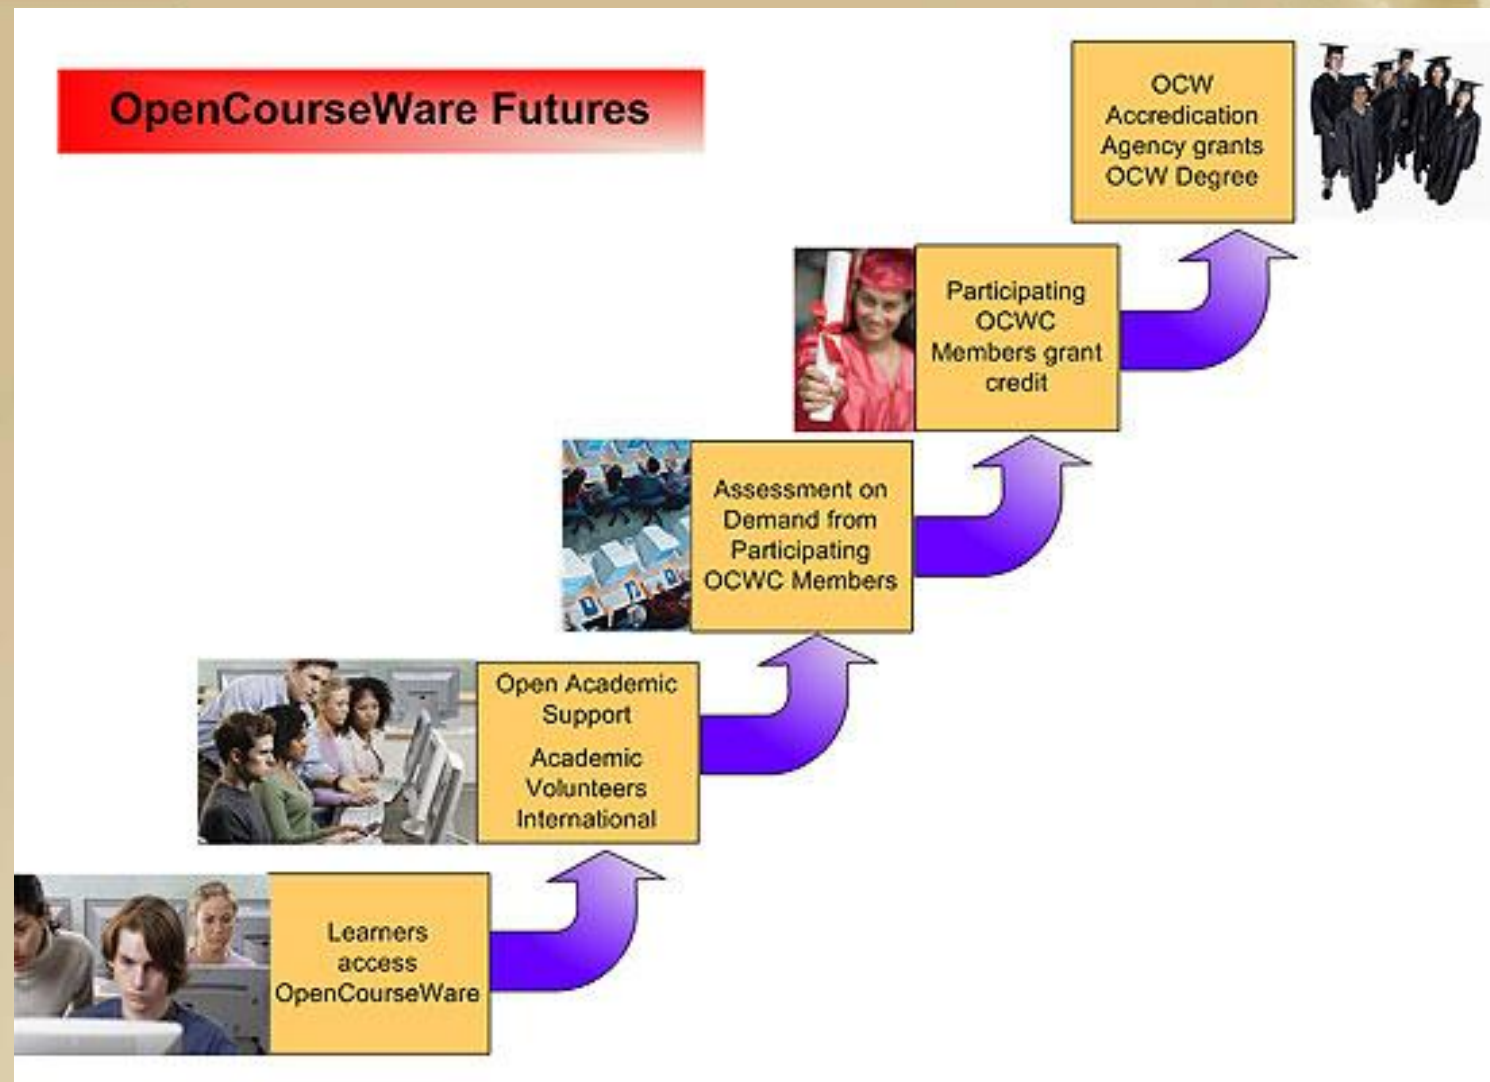 OpenCourseWare Futures
OCW
Accredication
Agency grants
OCW Degree
Participating
OCWC
Members grant
credit
Assessment on
Demand from
Participating
OCWC Members
Open Academic
Support
Academic
Volunteers
International
Learners
access
OpenCourseWare